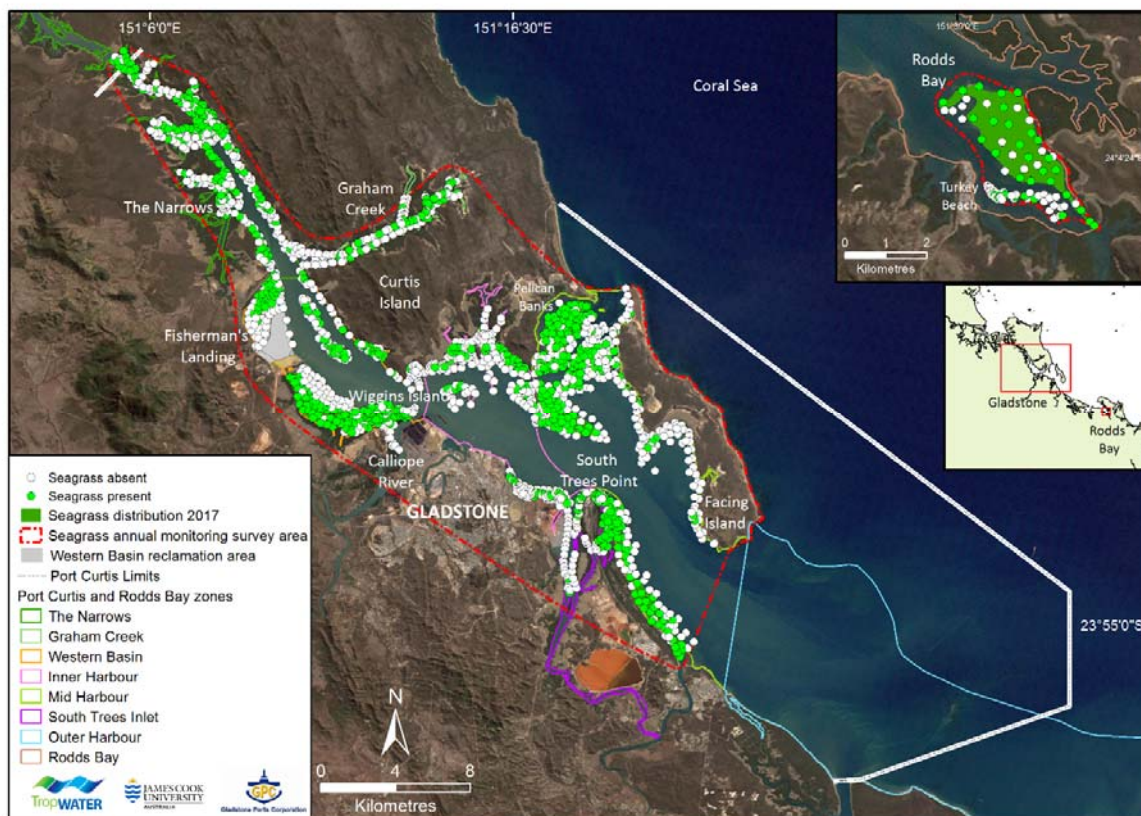 151°6'0"E
151°16'30"E
Coral Sea
Graham
Creek
The Narrows
Curtis
Island
Pelican
Banks
Fisherman's
Landing
Wiggins Island
Calliope
River
South
Trees Point
GLADSTONE
Facing
Island
23°55'0"S
Rodds
Bay
24°4'24"S
Turkey
Beach
0 1 2
Kilometres
Gladstone
Rodds
Bay
Seagrass absent
Seagrass present
Seagrass distribution 2017
Seagrass annual monitoring survey area
Western Basin reclamation area
Port Curtis Limits
Port Curtis and Rodds Bay zones
The Narrows
Graham Creek
Western Basin
Inner Harbour
Mid Harbour
South Trees Inlet
Outer Harbour
Rodds Bay
TropWATER
JAMES COOK
UNIVERSITY
AUSTRALIA
GPC
Gladstone Ports Corporation
N
0 4 8
Kilometres